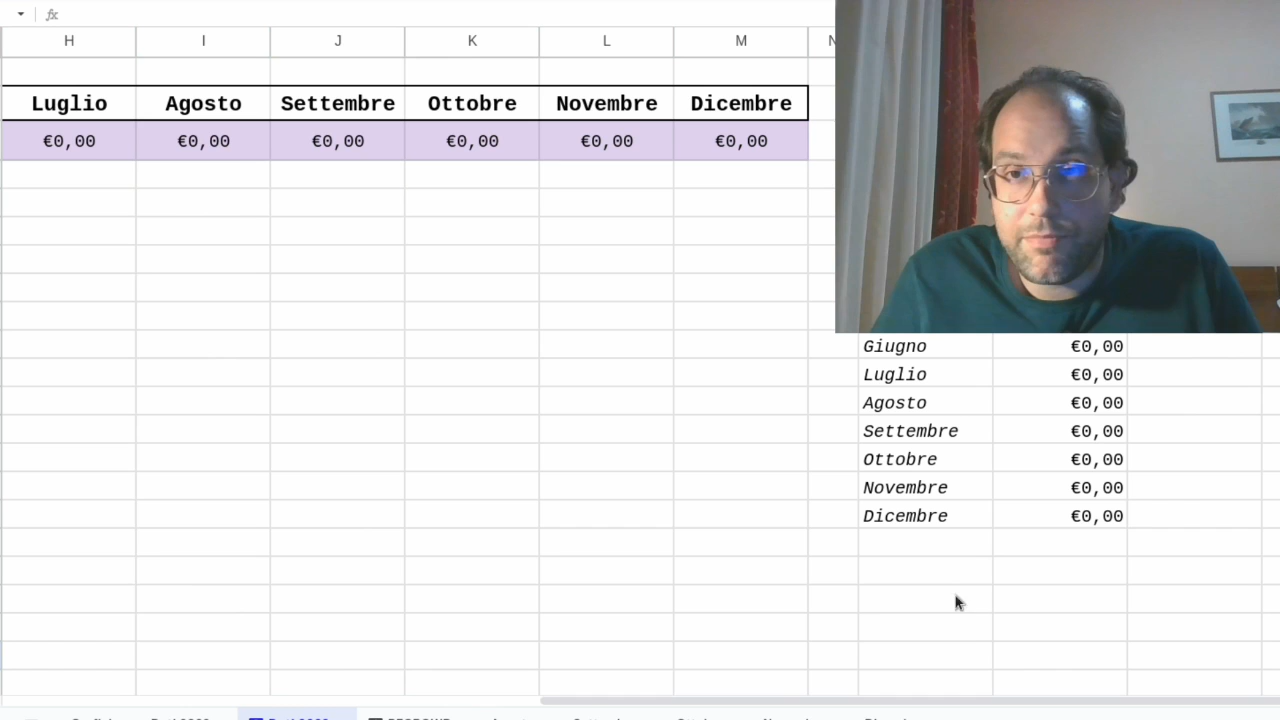 fx
H I J K L M
Luglio Agosto Settembre Ottobre Novembre Dicembre
€0,00 €0,00 €0,00 €0,00 €0,00 €0,00
Giugno €0,00
Luglio €0,00
Agosto €0,00
Settembre €0,00
Ottobre €0,00
Novembre €0,00
Dicembre €0,00